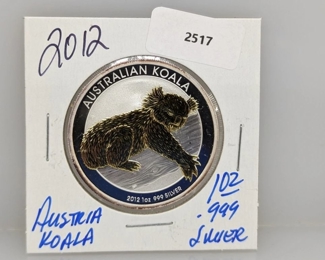 2012
2517
AUSTRALIAN KOALA
2012 1oz 999 SILVER
AUSTRIA
KOALA
1oz
.999
SILVER